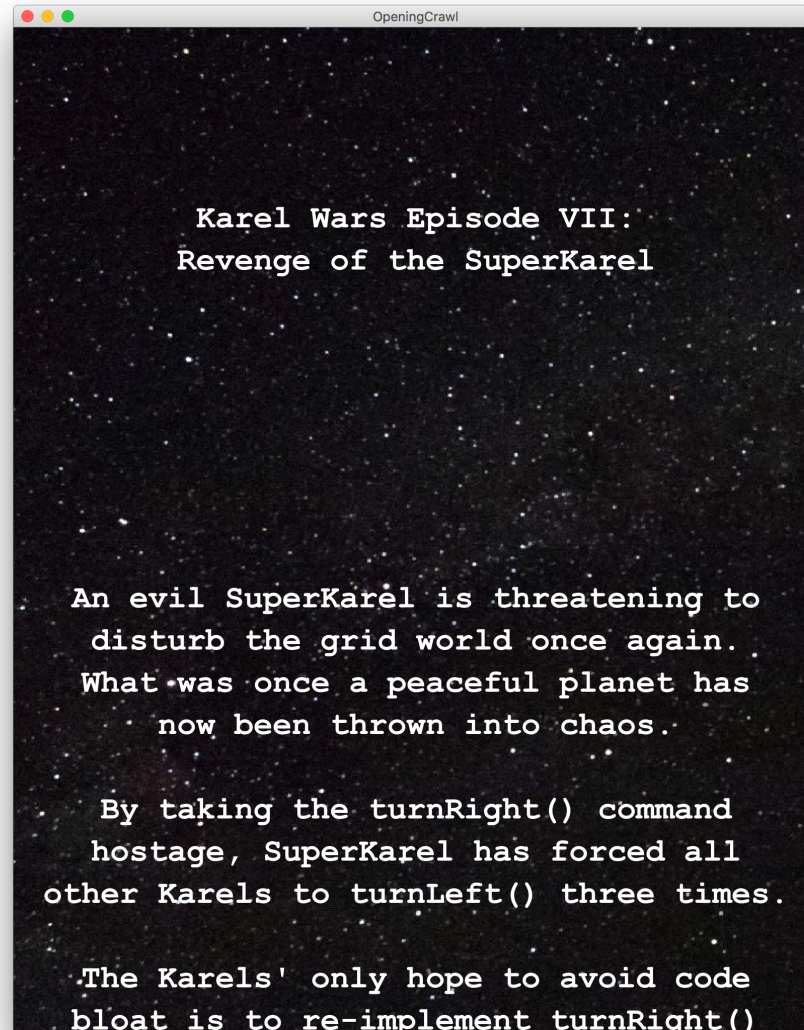 OpeningCrawl
Karel Wars Episode VII:
Revenge of the SuperKarel
An evil SuperKarel is threatening to
disturb the grid world once again.
What was once a peaceful planet has
now been thrown into chaos.
By taking the turnRight() command
hostage, SuperKarel has forced all
other Karels to turnLeft() three times.
The Karels' only hope to avoid code
bloat is to re-implement turnRight()